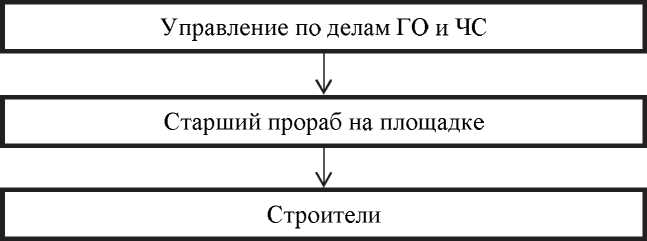 Управление по делам ГО и ЧС
Старший прораб на площадке
Строители